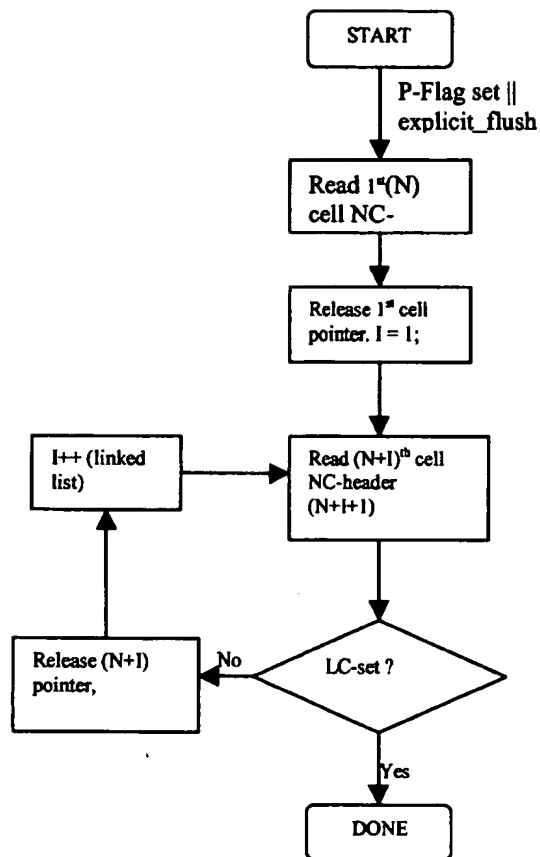 START
P-Flag set ||
explicit_flush
Read 1st(N)
cell NC-
Release 1st cell
pointer. I = 1;
I++ (linked
list)
Read (N+I)th cell
NC-header
(N+I+1)
Release (N+I)
pointer,
No
LC-set ?
Yes
DONE